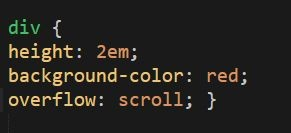 div {
height: 2em;
background-color: red;
overflow: scroll; }